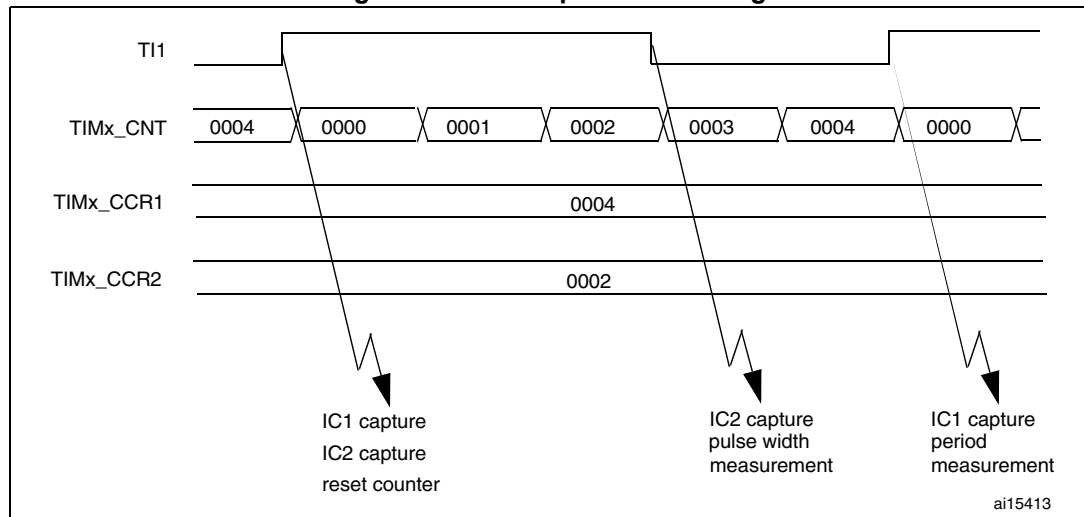 TI1
TIMx_CNT 0004 0000 0001 0002 0003 0004 0000
TIMx_CCR1 0004
TIMx_CCR2 0002
IC1 capture
IC2 capture
reset counter
IC2 capture
pulse width
measurement
IC1 capture
period
measurement
ai15413